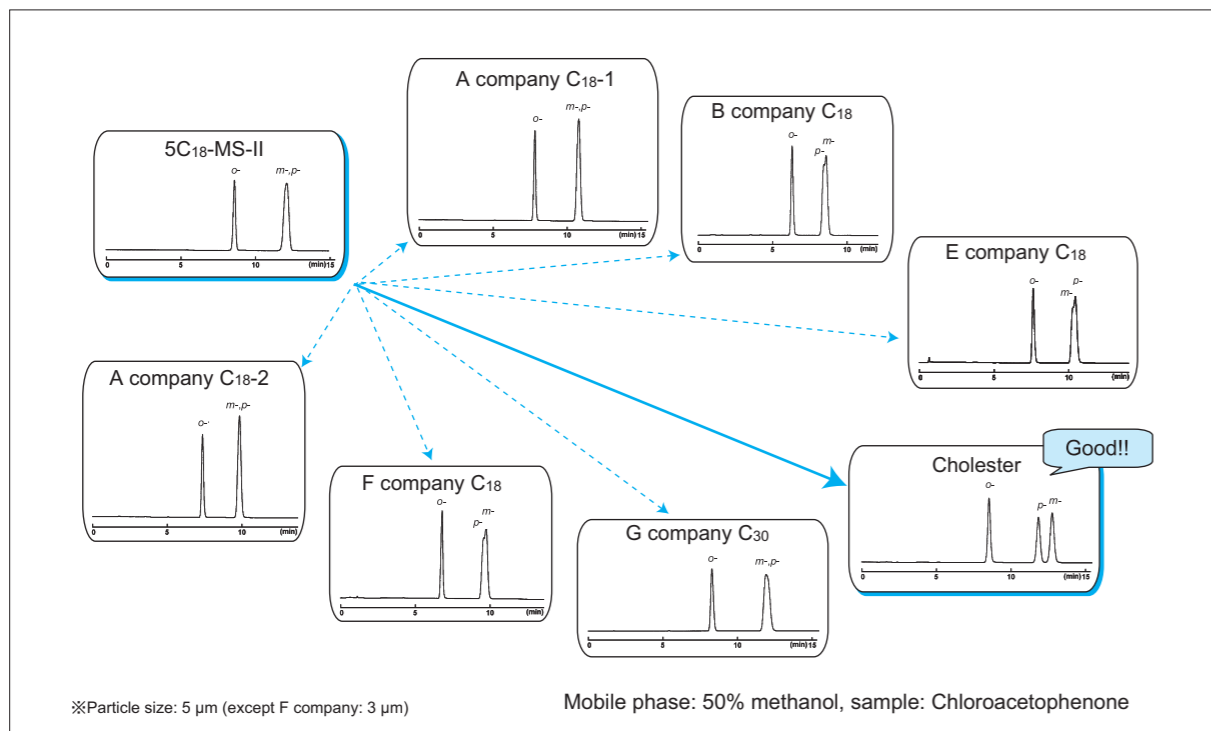 A company C18-1
o-
m-,p-
0 5 10 (min) 15
B company C18
o-
m-
p-
0 5 10 (min)
5C18-MS-II
o-
m-,p-
0 5 10 (min) 15
E company C18
o-
p-
m-
0 5 10 (min)
A company C18-2
o-
m-,p-
0 5 10 (min)
Good!!
Cholester
o-
p-
m-
0 5 10 (min) 15
F company C18
o-
m-
p-
0 5 10 (min)
G company C30
o-
m-,p-
0 5 10 (min) 15
※Particle size: 5 μm (except F company: 3 μm)
Mobile phase: 50% methanol, sample: Chloroacetophenone